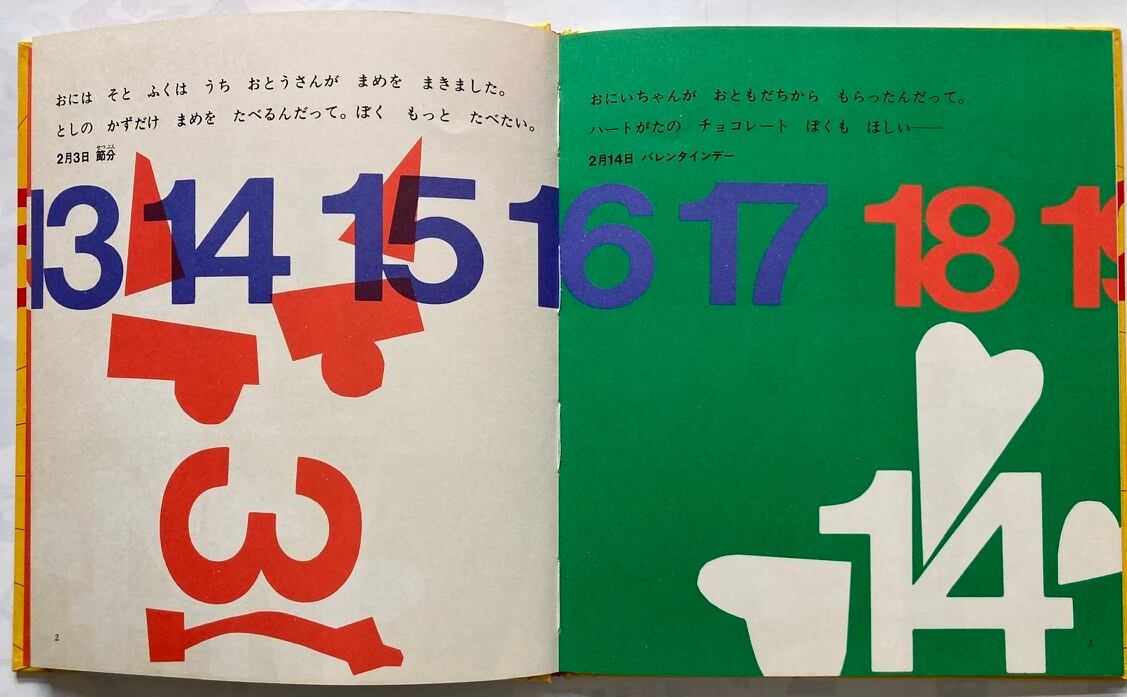 おには そと ふくは うち おとうさんが まめを まきました。
としの かずだけ まめを たべるんだって。ぼく もっと たべたい。
せつぶん
2月3日 節分
13 14 15 16 17 18 19
3
2
おにいちゃんが おともだちから もらったんだって。
ハートがたの チョコレート ぼくも ほしい——
2月14日 バレンタインデー
14
3